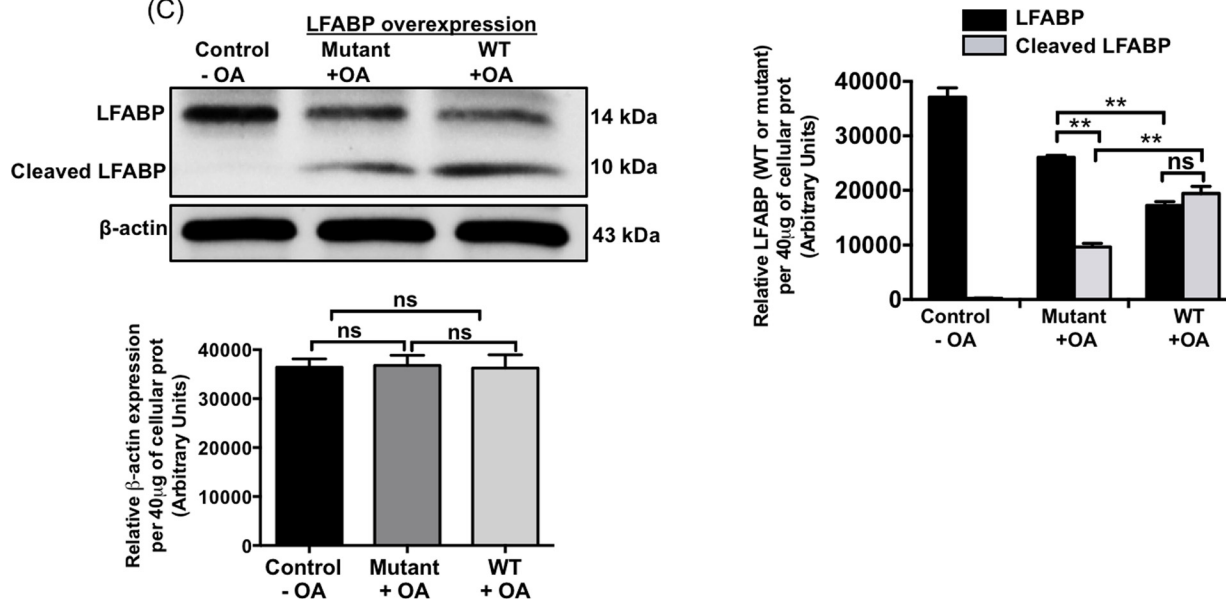 (C)
LFABP overexpression
Control Mutant WT
- OA +OA +OA
LFABP 14 kDa
Cleaved LFABP 10 kDa
β-actin 43 kDa
Relative β-actin expression
per 40µg of cellular prot
(Arbitrary Units)
40000
30000
20000
10000
0
ns
ns ns
Control Mutant WT
- OA + OA + OA
LFABP
Cleaved LFABP
Relative LFABP (WT or mutant)
per 40µg of cellular prot
(Arbitrary Units)
40000
30000
20000
10000
0
**
** **
ns
Control Mutant WT
- OA +OA +OA